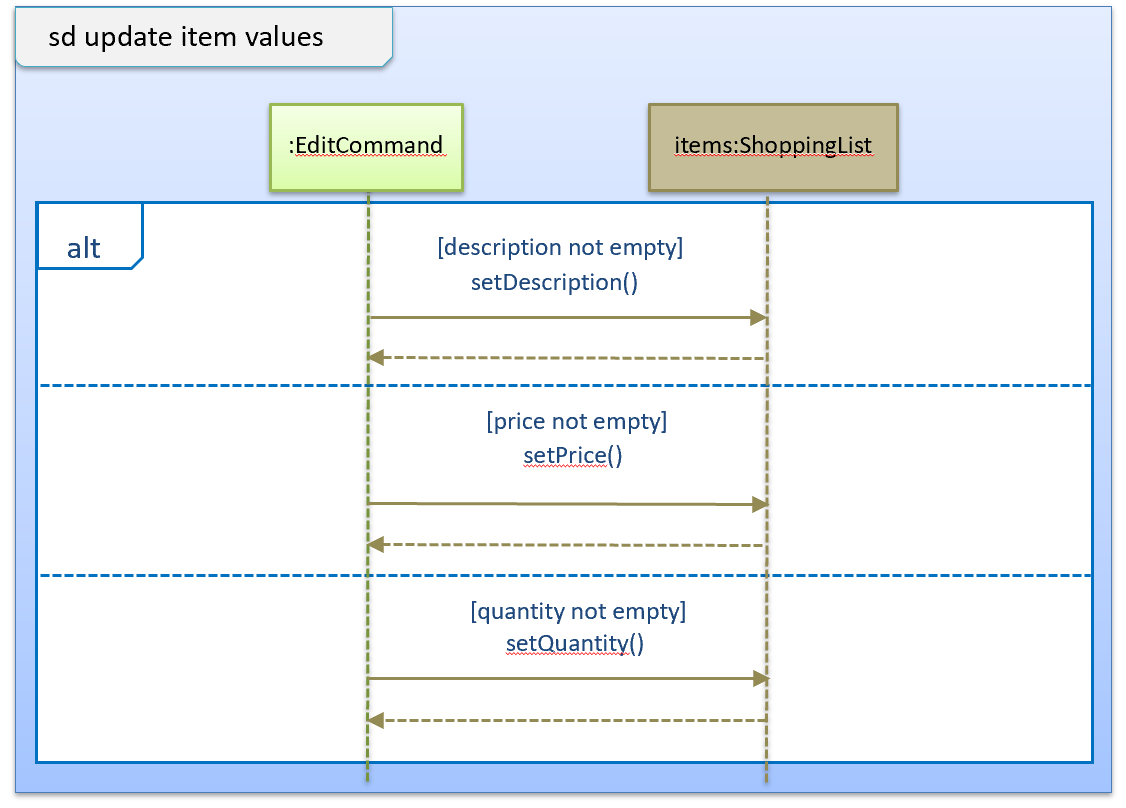 sd update item values
:EditCommand
items:ShoppingList
alt
[description not empty]
setDescription()
[price not empty]
setPrice()
[quantity not empty]
setQuantity()